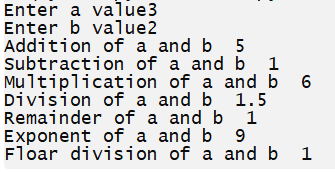 Enter a value3
Enter b value2
Addition of a and b  5
Subtraction of a and b  1
Multiplication of a and b  6
Division of a and b  1.5
Remainder of a and b  1
Exponent of a and b  9
Floar division of a and b  1